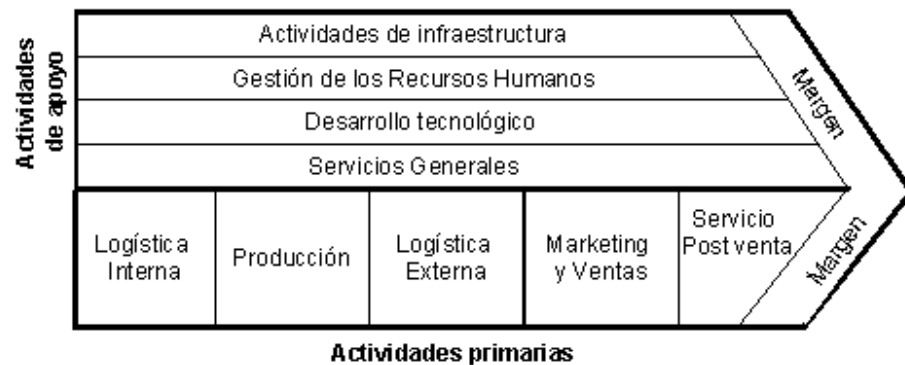 Actividades
de apoyo
Actividades de infraestructura
Gestión de los Recursos Humanos
Desarrollo tecnológico
Servicios Generales
Margen
Logística
Interna
Producción
Logística
Externa
Marketing
y Ventas
Servicio
Post venta
Margen
Actividades primarias